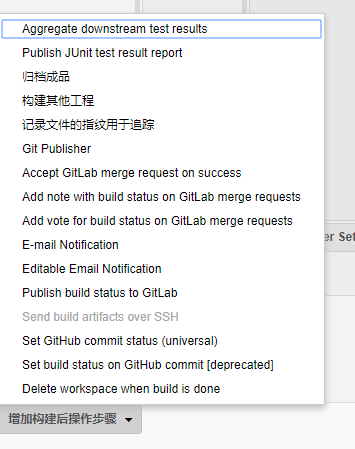 Aggregate downstream test results
Publish JUnit test result report
归档成品
构建其他工程
记录文件的指纹用于追踪
Git Publisher
Accept GitLab merge request on success
Add note with build status on GitLab merge requests
Add vote for build status on GitLab merge requests
er Set
E-mail Notification
Editable Email Notification
Publish build status to GitLab
Send build artifacts over SSH
Set GitHub commit status (universal)
Set build status on GitHub commit [deprecated]
Delete workspace when build is done
增加构建后操作步骤